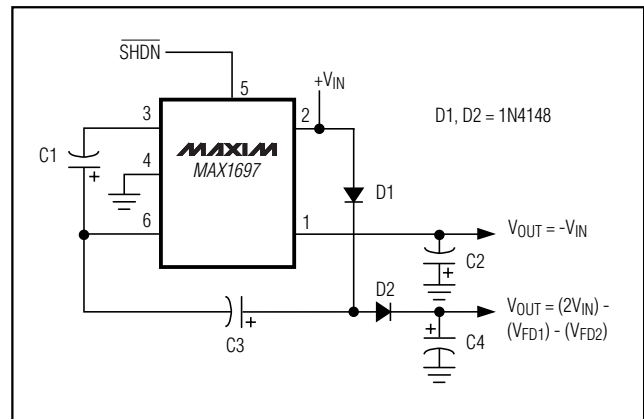 SHDN
+VIN
5
3
2
D1, D2 = 1N4148
MAXIM
MAX1697
C1
+
4
D1
6
1
VOUT = -VIN
C2
+
D2
VOUT = (2VIN) -
(VFD1) - (VFD2)
+
C3
+
C4